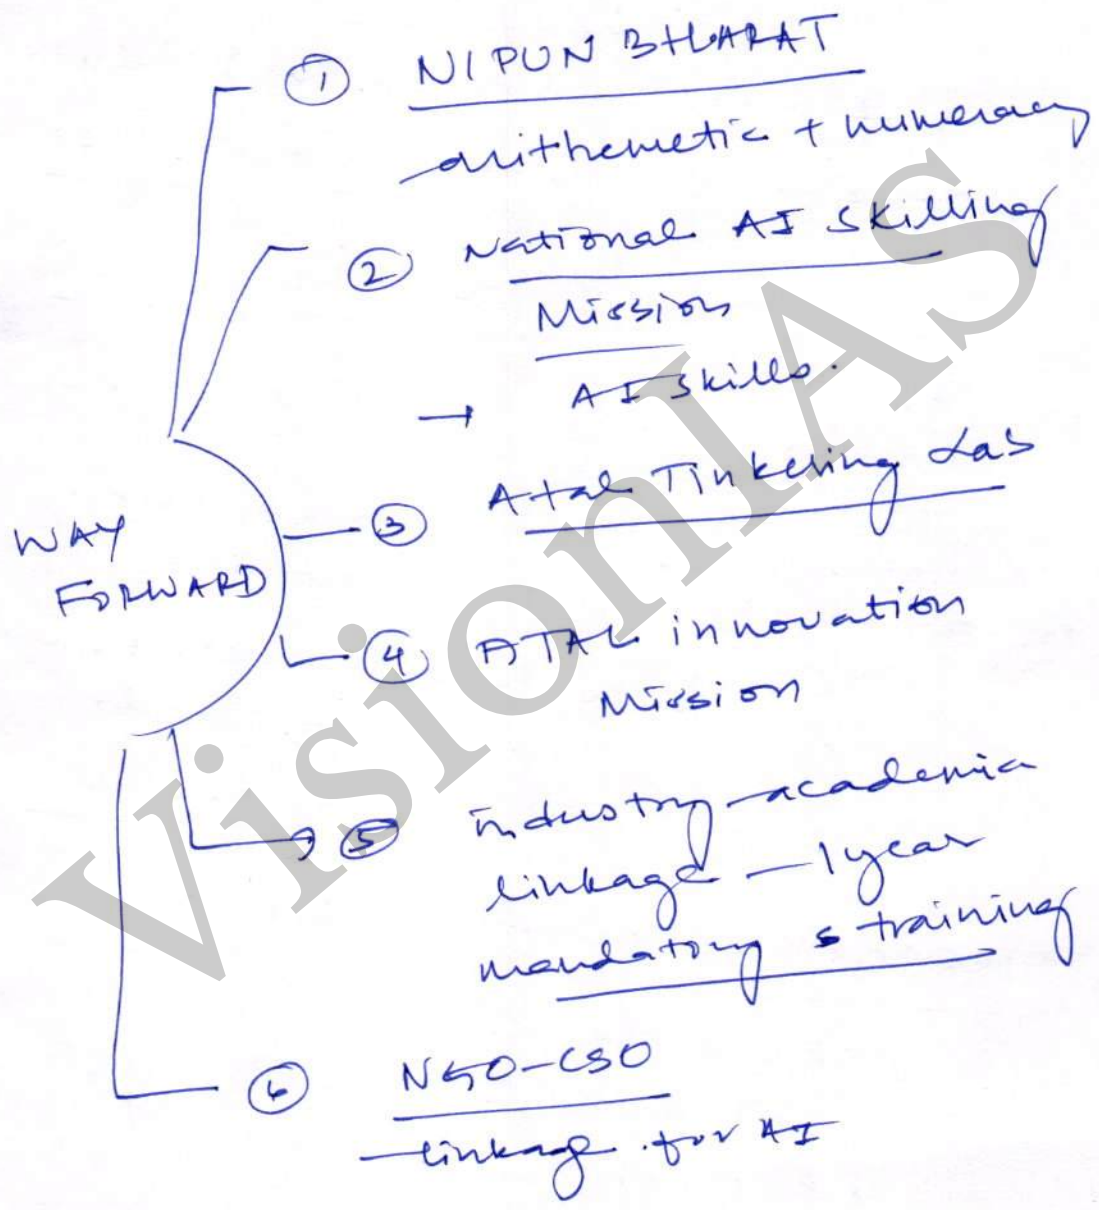 ① NIPUN BHARAT
arithemetic + numeracy
② National AI Skilling
Mission
→ AI skills.
③ Atal Tinkering Lab
WAY
FORWARD
④ ATAL innovation
Mission
⑤ industry-academia
linkage — 1 year
mandatory s training
⑥ NGO-CSO
linkage for AI
VisionIAS